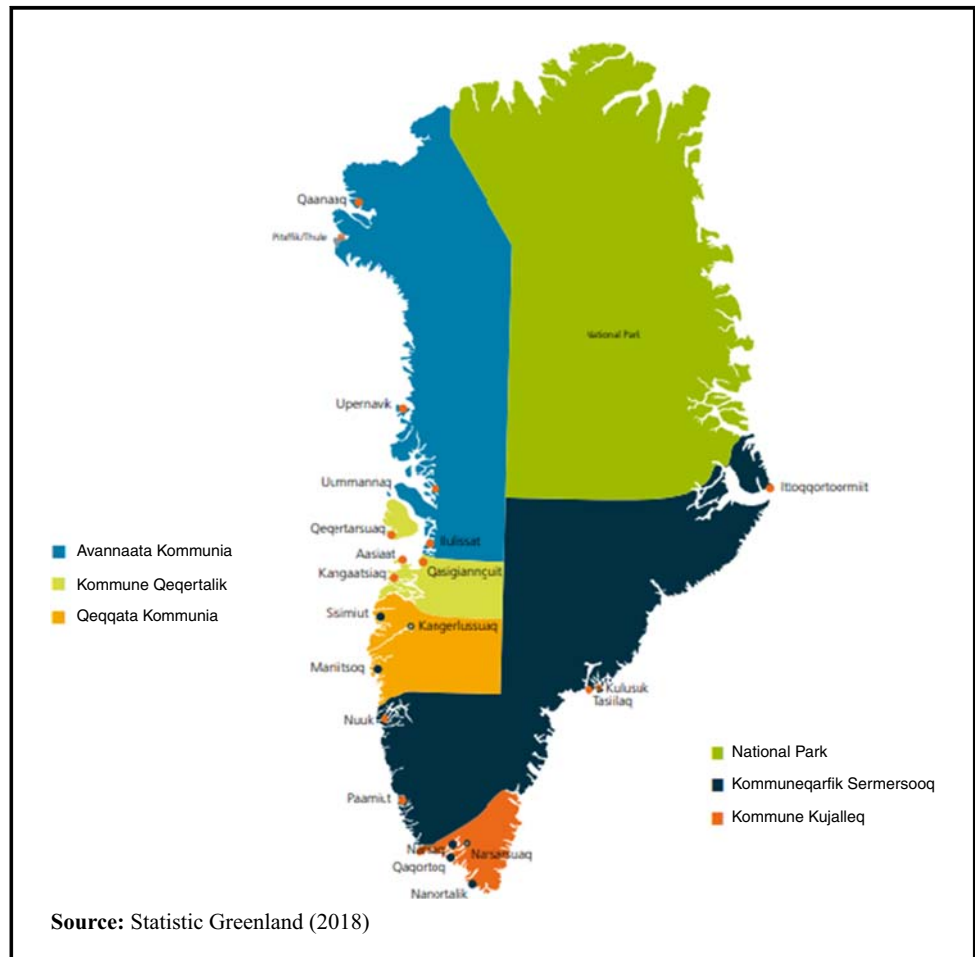 Qaanaaq
Pituffik/Thule
National Park
Upernavik
Uummannaq
Ittoqqortoormiit
Qeqertarsuaq
Ilulissat
Avannaata Kommunia
Aasiaat
Qasigiannguit
Kangaatsiaq
Kommune Qeqertalik
Sisimiut
Qeqqata Kommunia
Kangerlussuaq
Maniitsoq
Kulusuk
Tasiilaq
Nuuk
National Park
Kommuneqarfik Sermersooq
Paamiut
Kommune Kujalleq
Narsaq
Narsarsuaq
Qaqortoq
Nanortalik
Source: Statistic Greenland (2018)